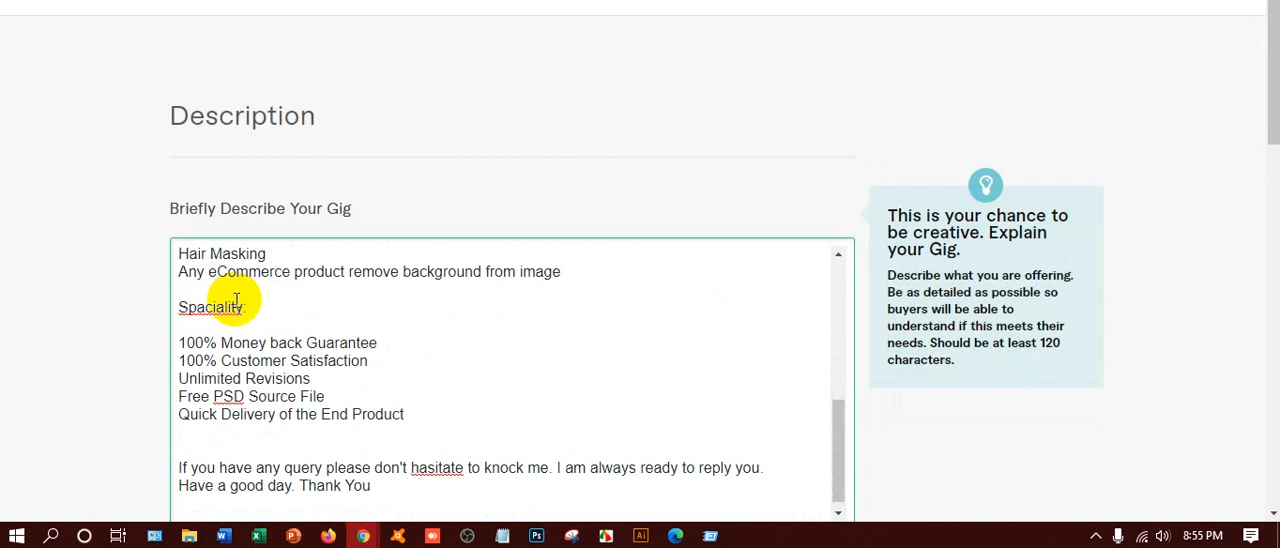 Description
Briefly Describe Your Gig
Hair Masking
Any eCommerce product remove background from image
Spaciality:
100% Money back Guarantee
100% Customer Satisfaction
Unlimited Revisions
Free PSD Source File
Quick Delivery of the End Product
If you have any query please don't hasitate to knock me. I am always ready to reply you.
Have a good day. Thank You
This is your chance to
be creative. Explain
your Gig.
Describe what you are offering.
Be as detailed as possible so
buyers will be able to
understand if this meets their
needs. Should be at least 120
characters.
8:55 PM